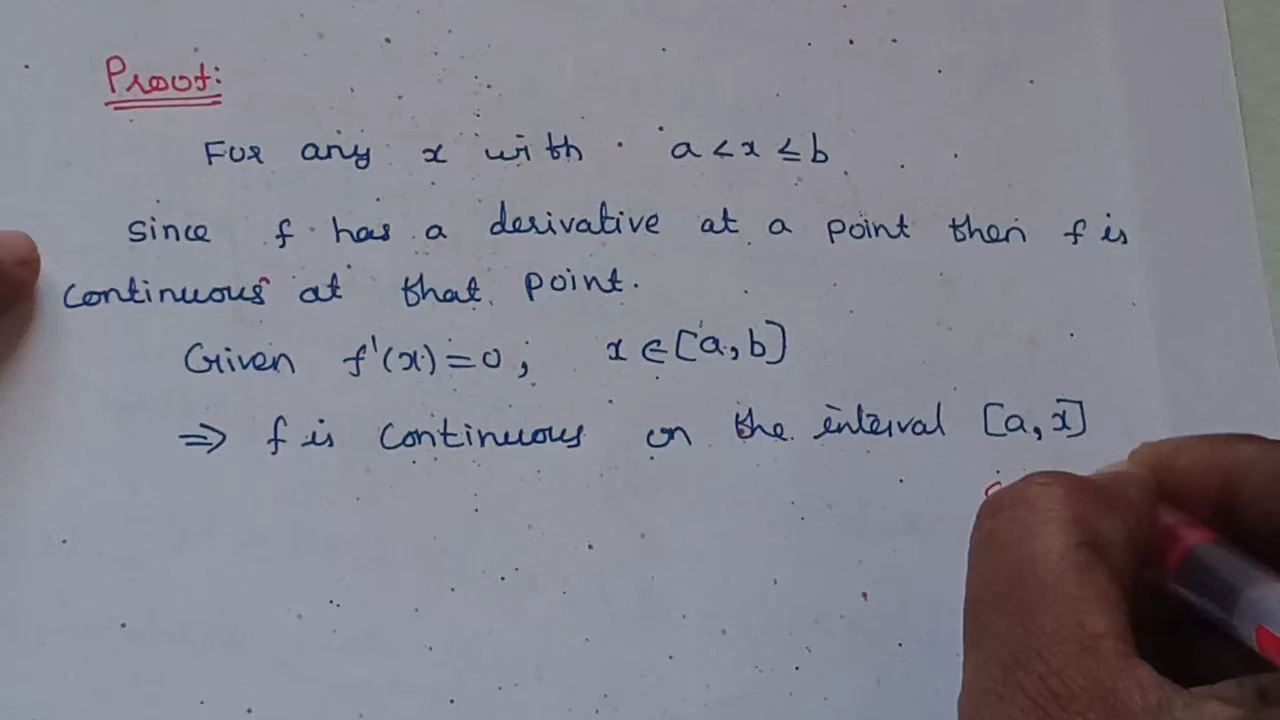 Proof:
For any x with a < x ≤ b
since f has a derivative at a point then f is
continuous at that point.
Given f'(x) = 0 ; x ∈ [a, b]
⇒ f is continuous on the interval [a, x]